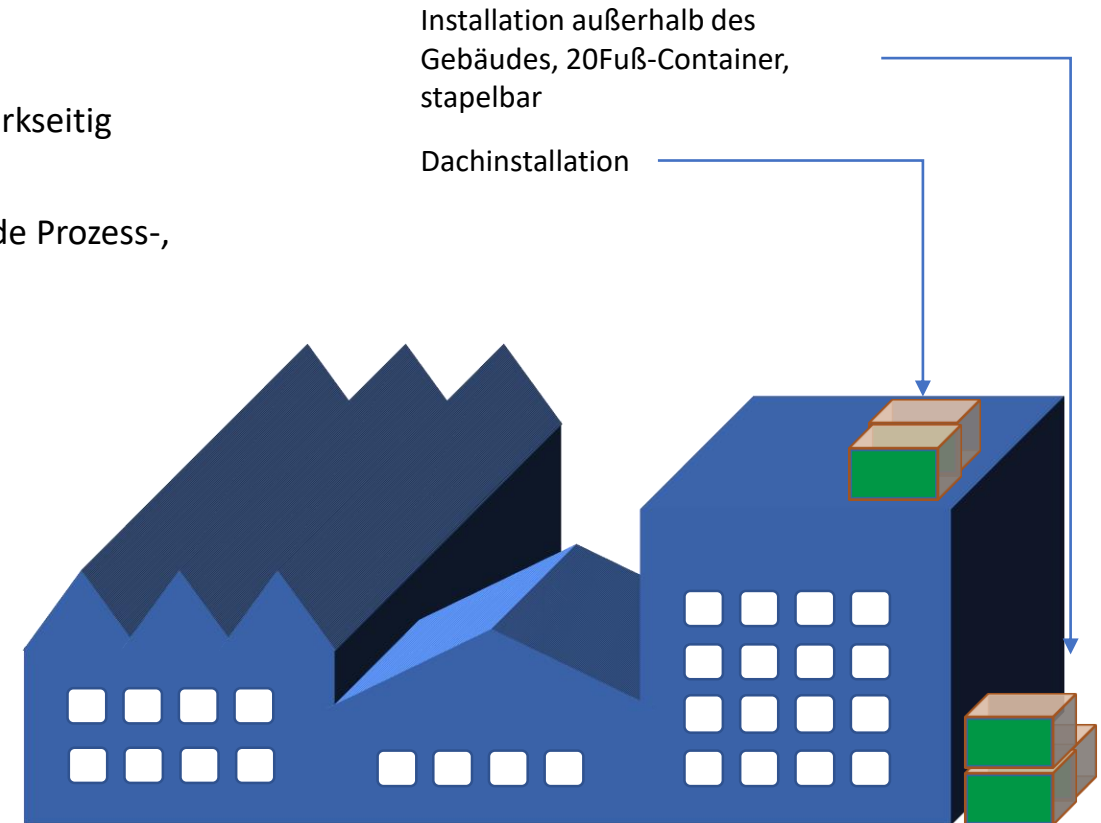 Installation außerhalb des
Gebäudes, 20Fuß-Container,
stapelbar
rkseitig
Dachinstallation
de Prozess-,